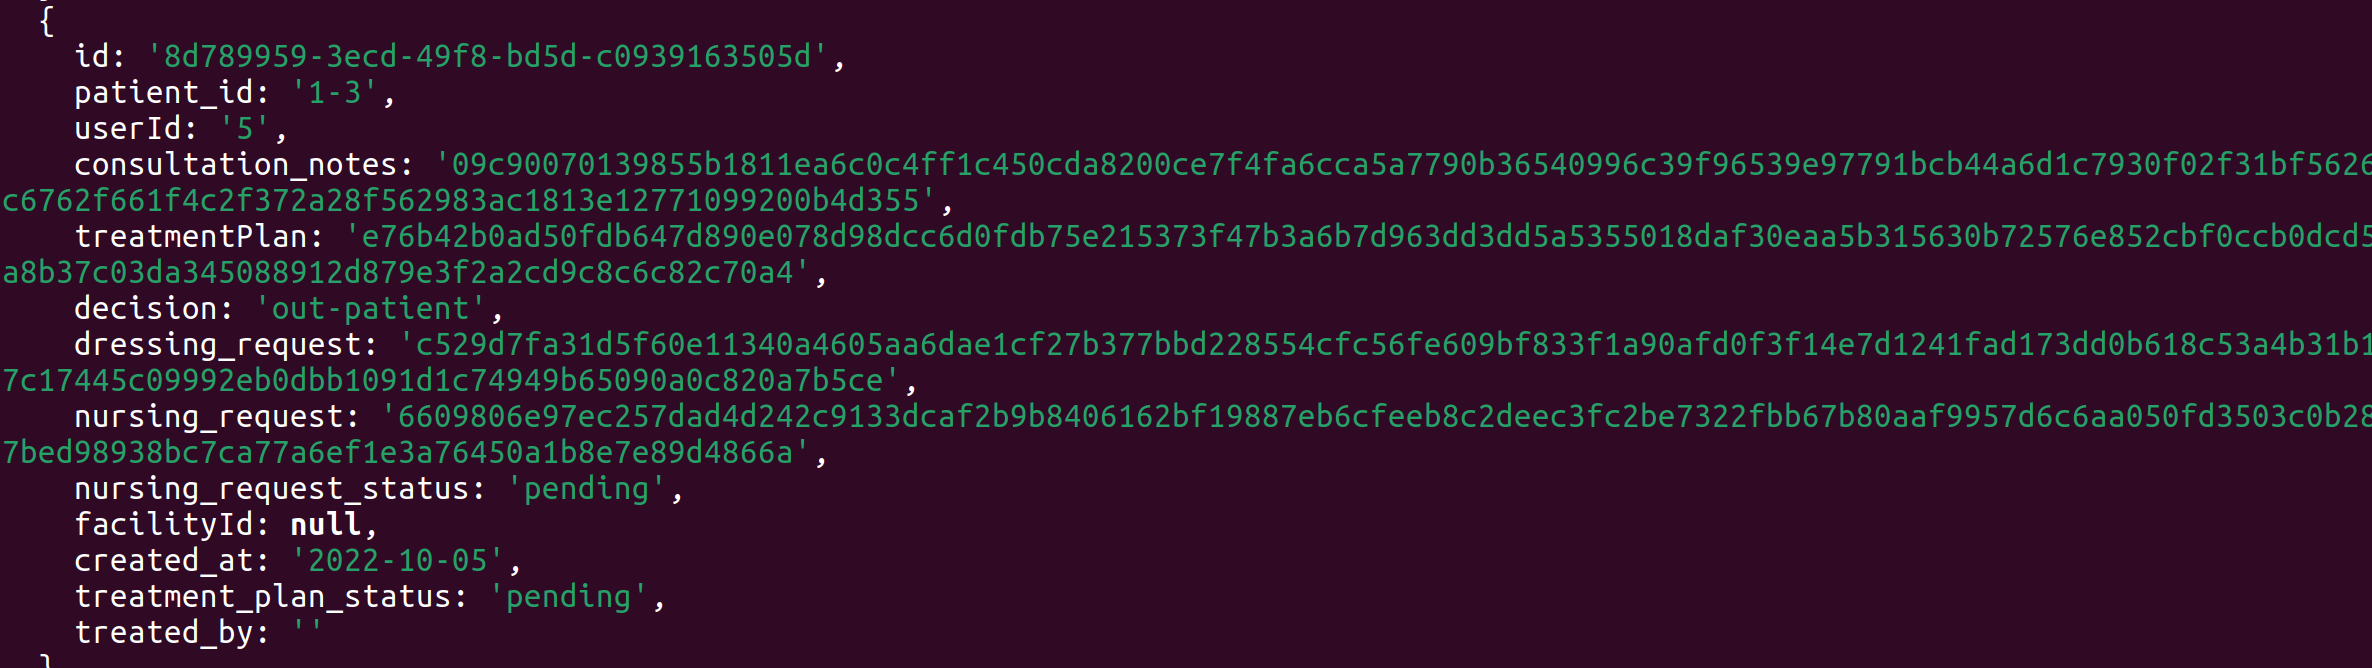 {
id: '8d789959-3ecd-49f8-bd5d-c0939163505d',
patient_id: '1-3',
userId: '5',
consultation_notes: '09c90070139855b1811ea6c0c4ff1c450cda8200ce7f4fa6cca5a7790b36540996c39f96539e97791bcb44a6d1c7930f02f31bf5626
c6762f661f4c2f372a28f562983ac1813e12771099200b4d355',
treatmentPlan: 'e76b42b0ad50fdb647d890e078d98dcc6d0fdb75e215373f47b3a6b7d963dd3dd5a5355018daf30eaa5b315630b72576e852cbf0ccb0dcd5
a8b37c03da345088912d879e3f2a2cd9c8c6c82c70a4',
decision: 'out-patient',
dressing_request: 'c529d7fa31d5f60e11340a4605aa6dae1cf27b377bbd228554cfc56fe609bf833f1a90afd0f3f14e7d1241fad173dd0b618c53a4b31b1
7c17445c09992eb0dbb1091d1c74949b65090a0c820a7b5ce',
nursing_request: '6609806e97ec257dad4d242c9133dcaf2b9b8406162bf19887eb6cfeeb8c2deec3fc2be7322fbb67b80aaf9957d6c6aa050fd3503c0b28
7bed98938bc7ca77a6ef1e3a76450a1b8e7e89d4866a',
nursing_request_status: 'pending',
facilityId: null,
created_at: '2022-10-05',
treatment_plan_status: 'pending',
treated_by: ''
}